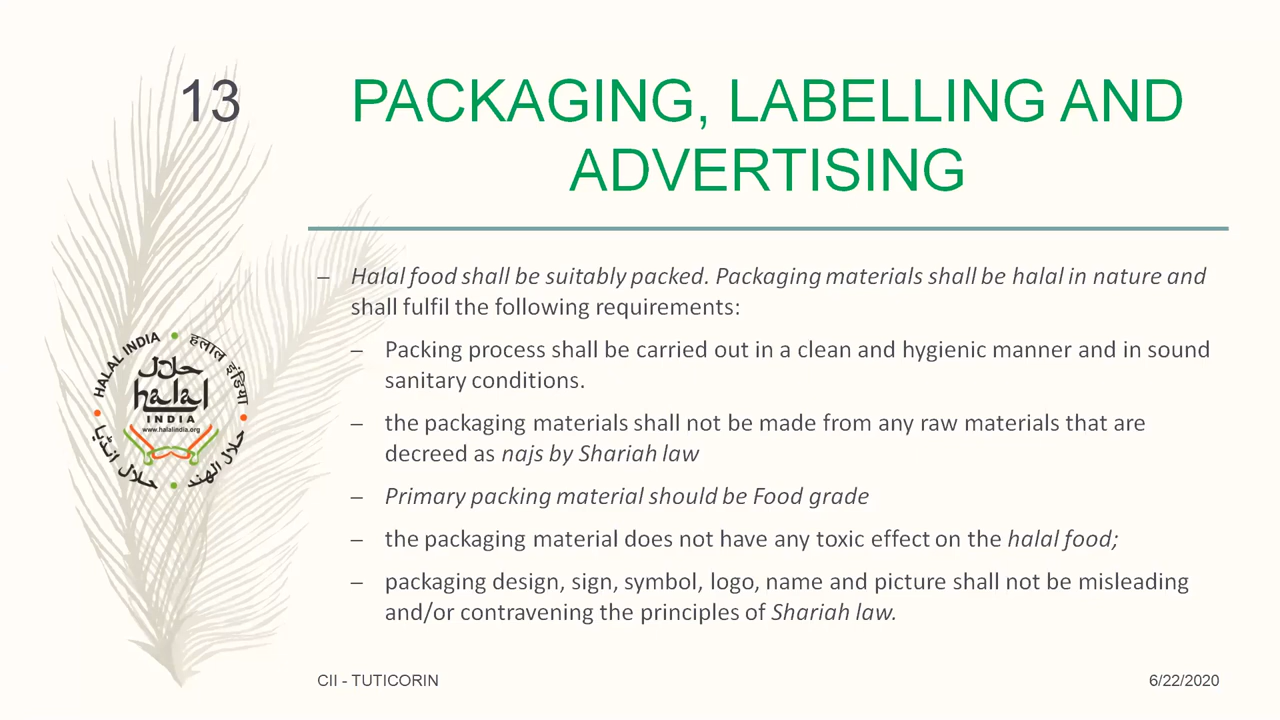 13
PACKAGING, LABELLING AND
ADVERTISING
– Halal food shall be suitably packed. Packaging materials shall be halal in nature and
shall fulfil the following requirements:
– Packing process shall be carried out in a clean and hygienic manner and in sound
sanitary conditions.
– the packaging materials shall not be made from any raw materials that are
decreed as najs by Shariah law
– Primary packing material should be Food grade
– the packaging material does not have any toxic effect on the halal food;
– packaging design, sign, symbol, logo, name and picture shall not be misleading
and/or contravening the principles of Shariah law.
HALAL INDIA
हलाल इंडिया
حلال
halal
INDIA
www.halalindia.org
حلال انڈیا
حلال الهند
CII - TUTICORIN
6/22/2020